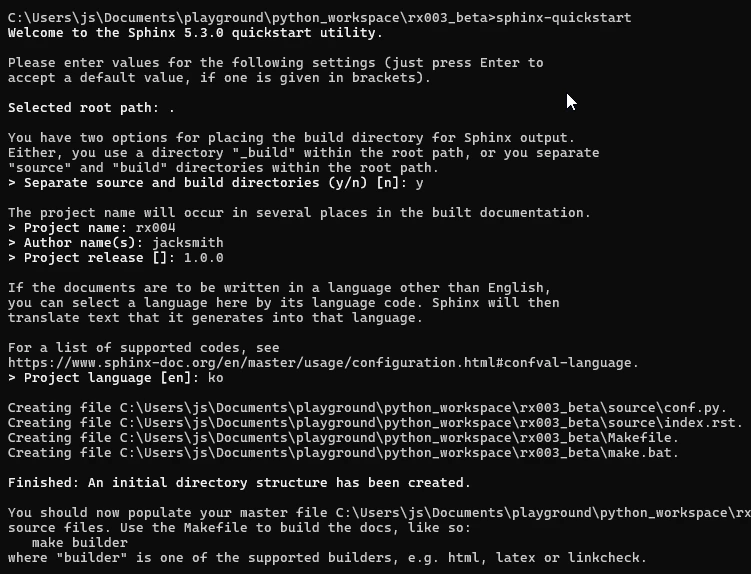 C:\Users\js\Documents\playground\python_workspace\rx003_beta>sphinx-quickstart
Welcome to the Sphinx 5.3.0 quickstart utility.
Please enter values for the following settings (just press Enter to
accept a default value, if one is given in brackets).
Selected root path: .
You have two options for placing the build directory for Sphinx output.
Either, you use a directory "_build" within the root path, or you separate
"source" and "build" directories within the root path.
> Separate source and build directories (y/n) [n]: y
The project name will occur in several places in the built documentation.
> Project name: rx004
> Author name(s): jacksmith
> Project release []: 1.0.0
If the documents are to be written in a language other than English,
you can select a language here by its language code. Sphinx will then
translate text that it generates into that language.
For a list of supported codes, see
https://www.sphinx-doc.org/en/master/usage/configuration.html#confval-language.
> Project language [en]: ko
Creating file C:\Users\js\Documents\playground\python_workspace\rx003_beta\source\conf.py.
Creating file C:\Users\js\Documents\playground\python_workspace\rx003_beta\source\index.rst.
Creating file C:\Users\js\Documents\playground\python_workspace\rx003_beta\Makefile.
Creating file C:\Users\js\Documents\playground\python_workspace\rx003_beta\make.bat.
Finished: An initial directory structure has been created.
You should now populate your master file C:\Users\js\Documents\playground\python_workspace\rx
source files. Use the Makefile to build the docs, like so:
make builder
where "builder" is one of the supported builders, e.g. html, latex or linkcheck.